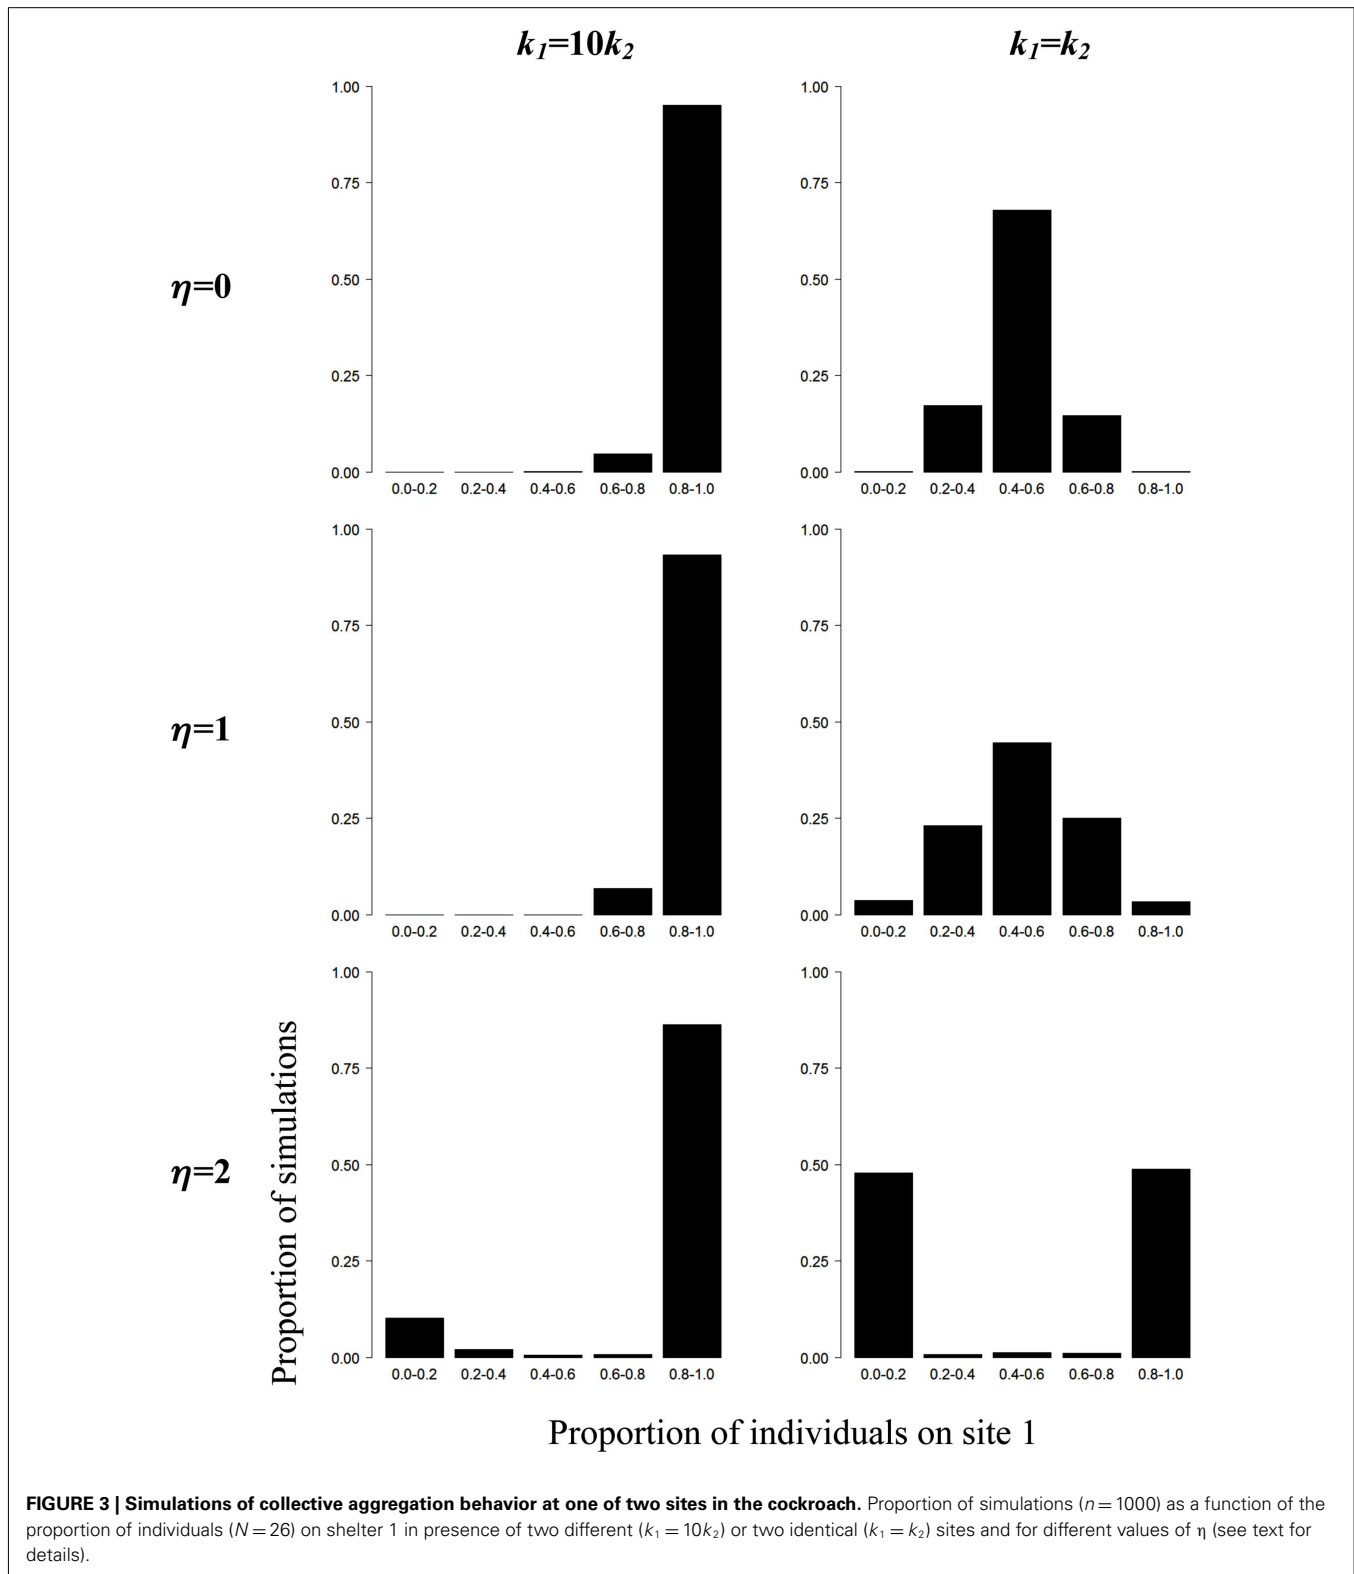 k1=10k2
k1=k2
η=0
1.00
0.75
0.50
0.25
0.00
0.0-0.2 0.2-0.4 0.4-0.6 0.6-0.8 0.8-1.0
1.00
0.75
0.50
0.25
0.00
0.0-0.2 0.2-0.4 0.4-0.6 0.6-0.8 0.8-1.0
η=1
1.00
0.75
0.50
0.25
0.00
0.0-0.2 0.2-0.4 0.4-0.6 0.6-0.8 0.8-1.0
1.00
0.75
0.50
0.25
0.00
0.0-0.2 0.2-0.4 0.4-0.6 0.6-0.8 0.8-1.0
η=2
Proportion of simulations
1.00
0.75
0.50
0.25
0.00
0.0-0.2 0.2-0.4 0.4-0.6 0.6-0.8 0.8-1.0
1.00
0.75
0.50
0.25
0.00
0.0-0.2 0.2-0.4 0.4-0.6 0.6-0.8 0.8-1.0
Proportion of individuals on site 1
FIGURE 3 | Simulations of collective aggregation behavior at one of two sites in the cockroach. Proportion of simulations (n = 1000) as a function of the
proportion of individuals (N = 26) on shelter 1 in presence of two different (k1 = 10k2) or two identical (k1 = k2) sites and for different values of η (see text for
details).